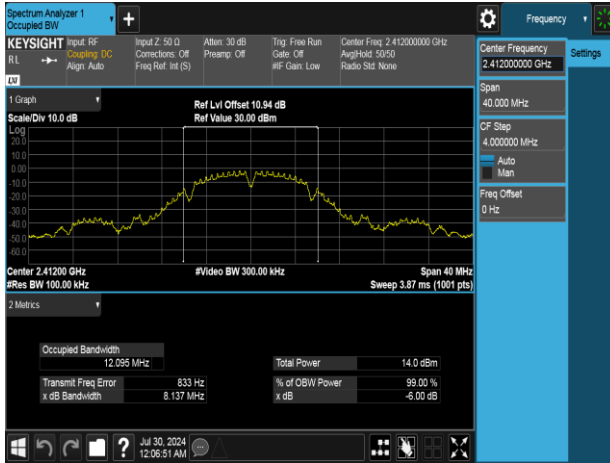 Spectrum Analyzer 1
Occupied BW
Frequency
KEYSIGHT
Input: RF
Coupling: DC
Align: Auto
RL
LXI
Input Z: 50 Ω
Corrections: Off
Freq Ref: Int (S)
Atten: 30 dB
Preamp: Off
Trig: Free Run
Gate: Off
#IF Gain: Low
Center Freq: 2.412000000 GHz
Avg|Hold: 50/50
Radio Std: None
Center Frequency
2.412000000 GHz
Settings
Span
40.000 MHz
CF Step
4.000000 MHz
Auto
Man
Freq Offset
0 Hz
1 Graph
Scale/Div 10.0 dB
Ref Lvl Offset 10.94 dB
Ref Value 30.00 dBm
Log
20.0
10.0
0.00
-10.0
-20.0
-30.0
-40.0
-50.0
-60.0
Center 2.41200 GHz
#Video BW 300.00 kHz
Span 40 MHz
#Res BW 100.00 kHz
Sweep 3.87 ms (1001 pts)
2 Metrics
Occupied Bandwidth
12.095 MHz
Total Power 14.0 dBm
Transmit Freq Error 833 Hz
% of OBW Power 99.00 %
x dB Bandwidth 8.137 MHz
x dB -6.00 dB
Jul 30, 2024
12:06:51 AM